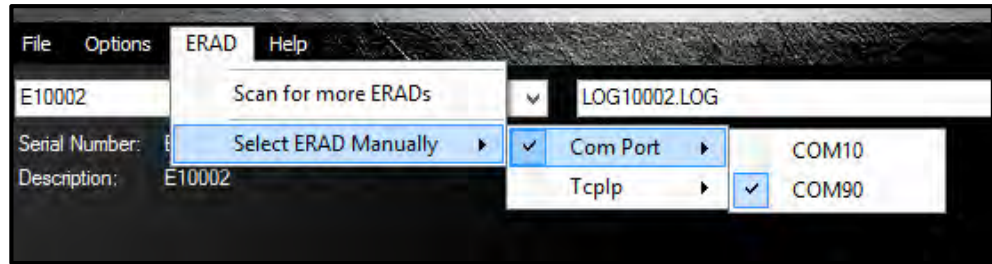 File Options ERAD Help
E10002 Scan for more ERADs LOG10002.LOG
Serial Number: Select ERAD Manually Com Port COM10
Description: E10002 TcpIp COM90